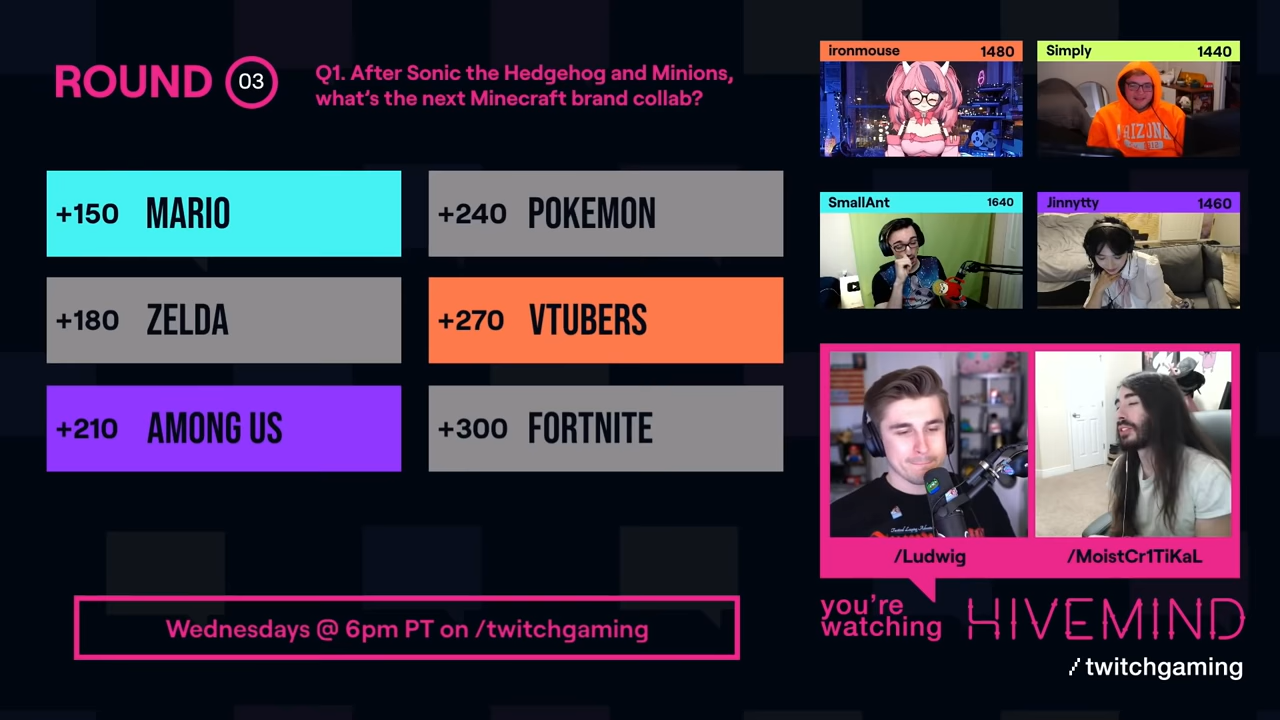 ROUND 03
Q1. After Sonic the Hedgehog and Minions,
what's the next Minecraft brand collab?
+150 MARIO
+240 POKEMON
+180 ZELDA
+270 VTUBERS
+210 AMONG US
+300 FORTNITE
Wednesdays @ 6pm PT on /twitchgaming
ironmouse 1480
Simply 1440
ARIZONA
SmallAnt 1640
Jinnytty 1460
/Ludwig
/MoistCr1TiKaL
you're
watching
HIVEMIND
/twitchgaming